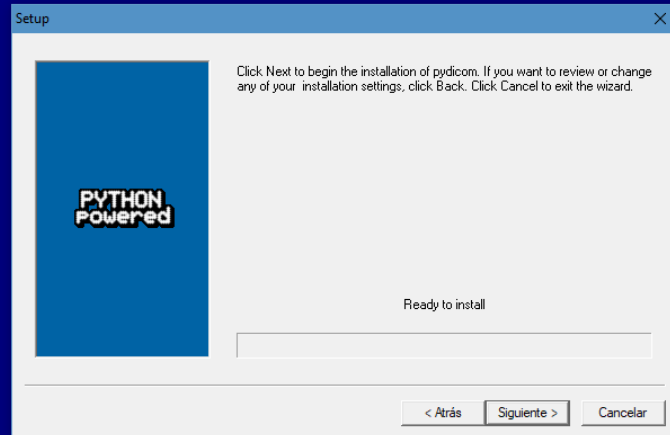 Setup
Click Next to begin the installation of pydicom. If you want to review or change
any of your  installation settings, click Back. Click Cancel to exit the wizard.
PYTHON
powered
Ready to install
< Atrás
Siguiente >
Cancelar